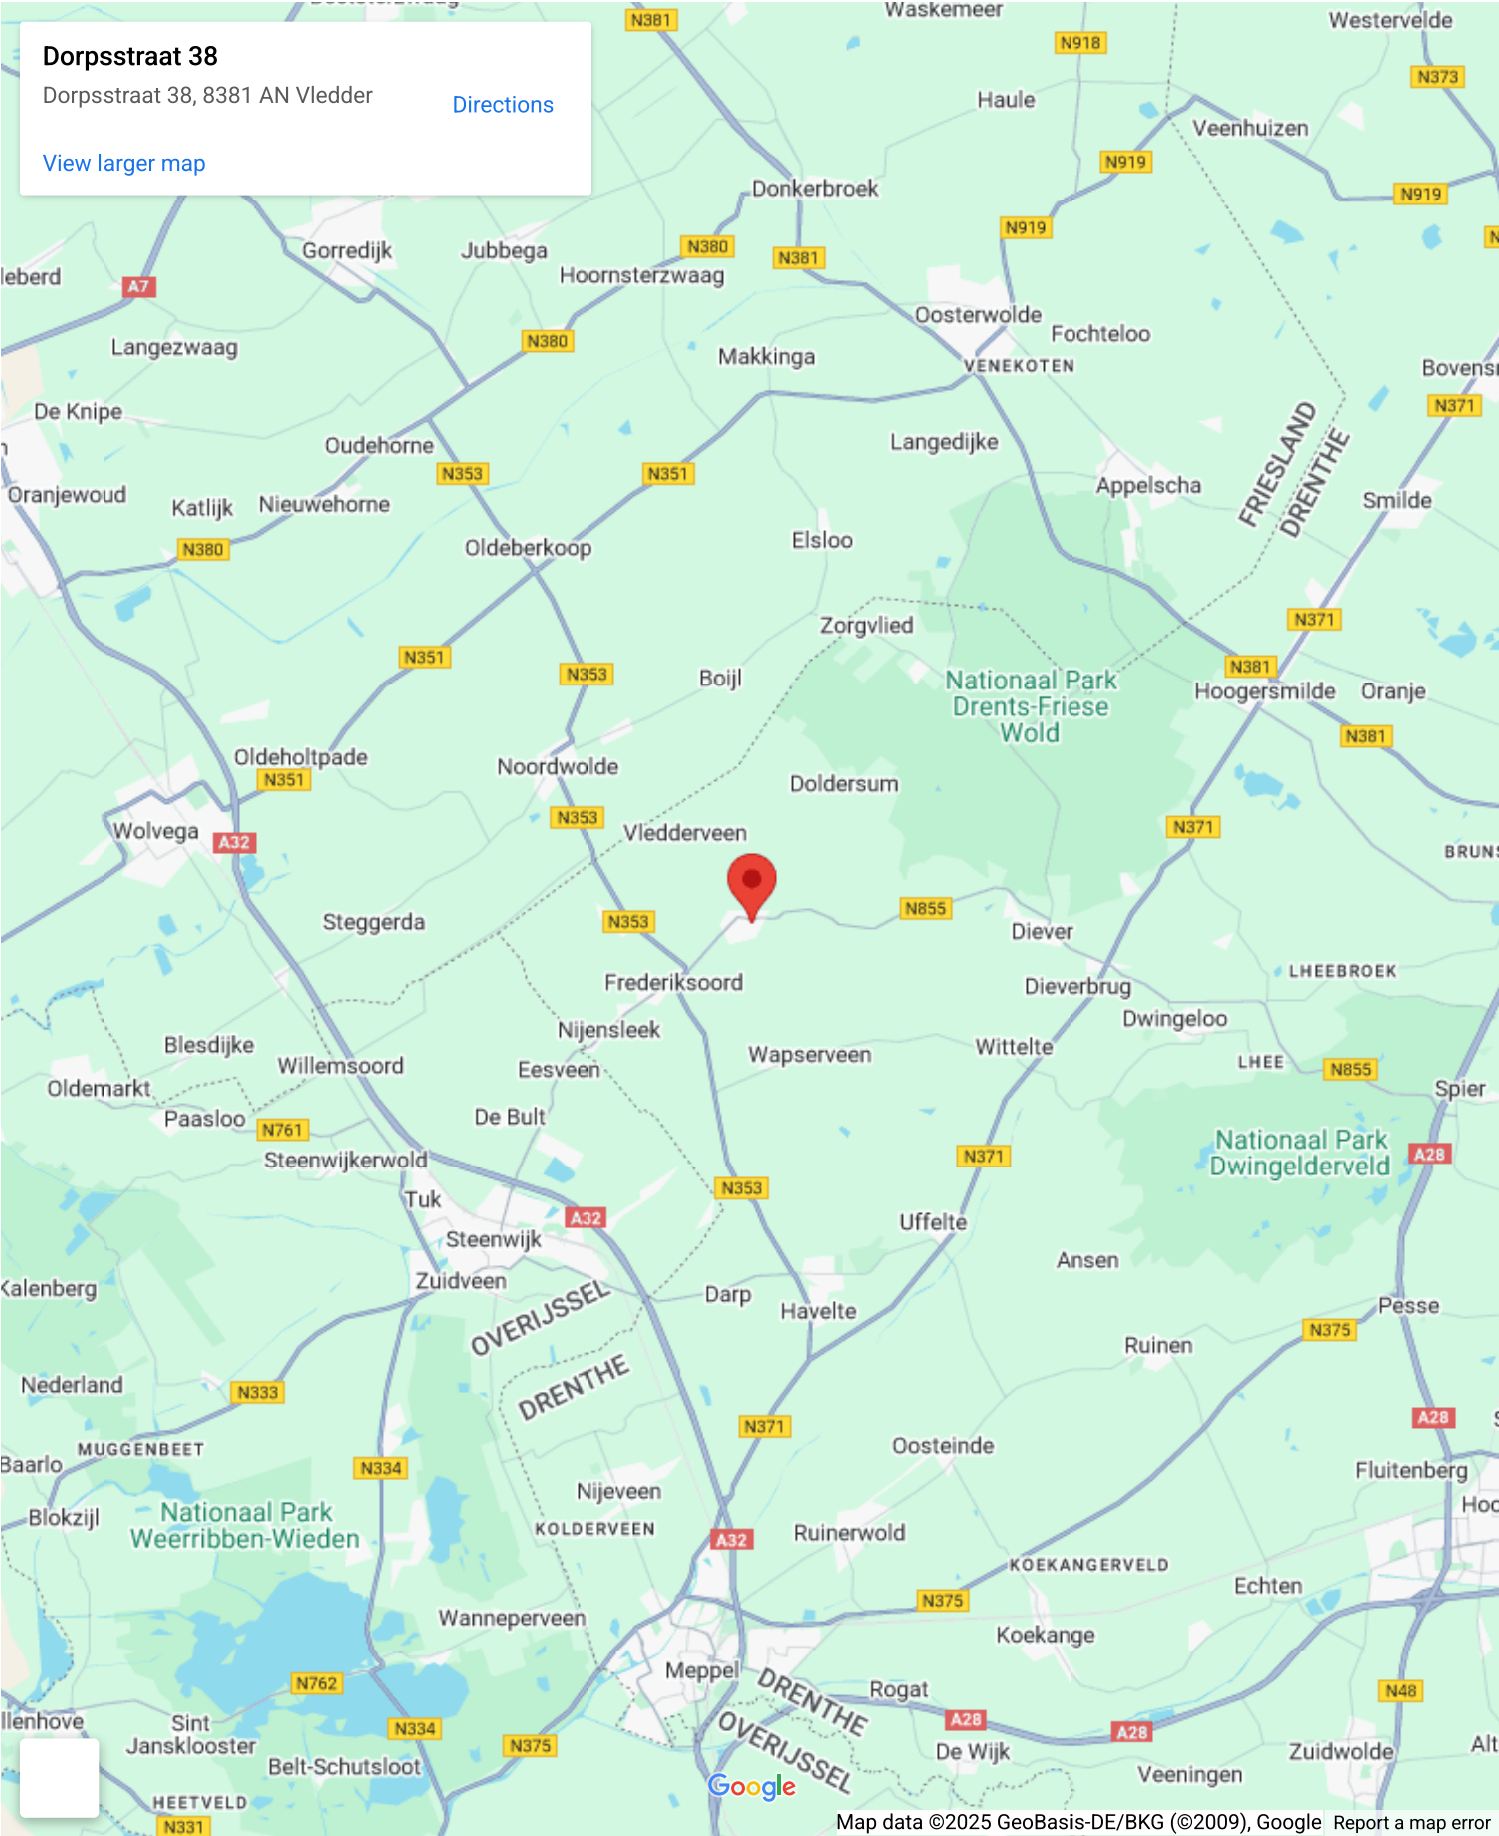 Waskemeer
Westervelde
N381
N918
N373
Dorpsstraat 38
Dorpsstraat 38, 8381 AN Vledder
Directions
View larger map
Haule
Veenhuizen
N919
Donkerbroek
N919
N919
Gorredijk
Jubbega
N380
N381
Hoornsterzwaag
A7
Langezwaag
N380
Oosterwolde
Fochteloo
Makkinga
VENEKOTEN
N371
De Knipe
Oudehorne
Langedijke
FRIESLAND
DRENTHE
N353
N351
Oranjewoud
Katlijk
Nieuwehorne
Appelscha
Smilde
N380
Oldeberkoop
Elsloo
Zorgvlied
N371
N351
N353
Boijl
Nationaal Park
Drents-Friese
Wold
N381
Hoogersmilde
Oranje
N381
Oldeholtpade
N351
Noordwolde
Doldersum
N353
Vledderveen
N371
Wolvega
A32
Steggerda
N353
N855
Diever
Frederiksoord
Dieverbrug
LHEEBROEK
Dwingeloo
Blesdijke
Nijensleek
Wapserveen
Wittelte
Willemsoord
Eesveen
LHEE
N855
Oldemarkt
Spier
Paasloo
De Bult
N761
Steenwijkerwold
Nationaal Park
Dwingelderveld
A28
N371
Tuk
N353
A32
Steenwijk
Uffelte
Ansen
Kalenberg
Zuidveen
Darp
Havelte
Pesse
OVERIJSSEL
DRENTHE
N375
Ruinen
Nederland
N333
A28
N371
MUGGENBEET
Baarlo
Oosteinde
N334
Fluitenberg
Nijeveen
Blokzijl
Nationaal Park
Weerribben-Wieden
KOLDERVEEN
A32
Ruinerwold
KOEKANGERVELD
Echten
N375
Wanneperveen
Koekange
Meppel
DRENTHE
OVERIJSSEL
N762
Rogat
N48
Sint
Jansklooster
N334
N375
A28
A28
De Wijk
Zuidwolde
Belt-Schutsloot
Veeningen
HEETVELD
Google
N331
Map data ©2025 GeoBasis-DE/BKG (©2009), Google
Report a map error